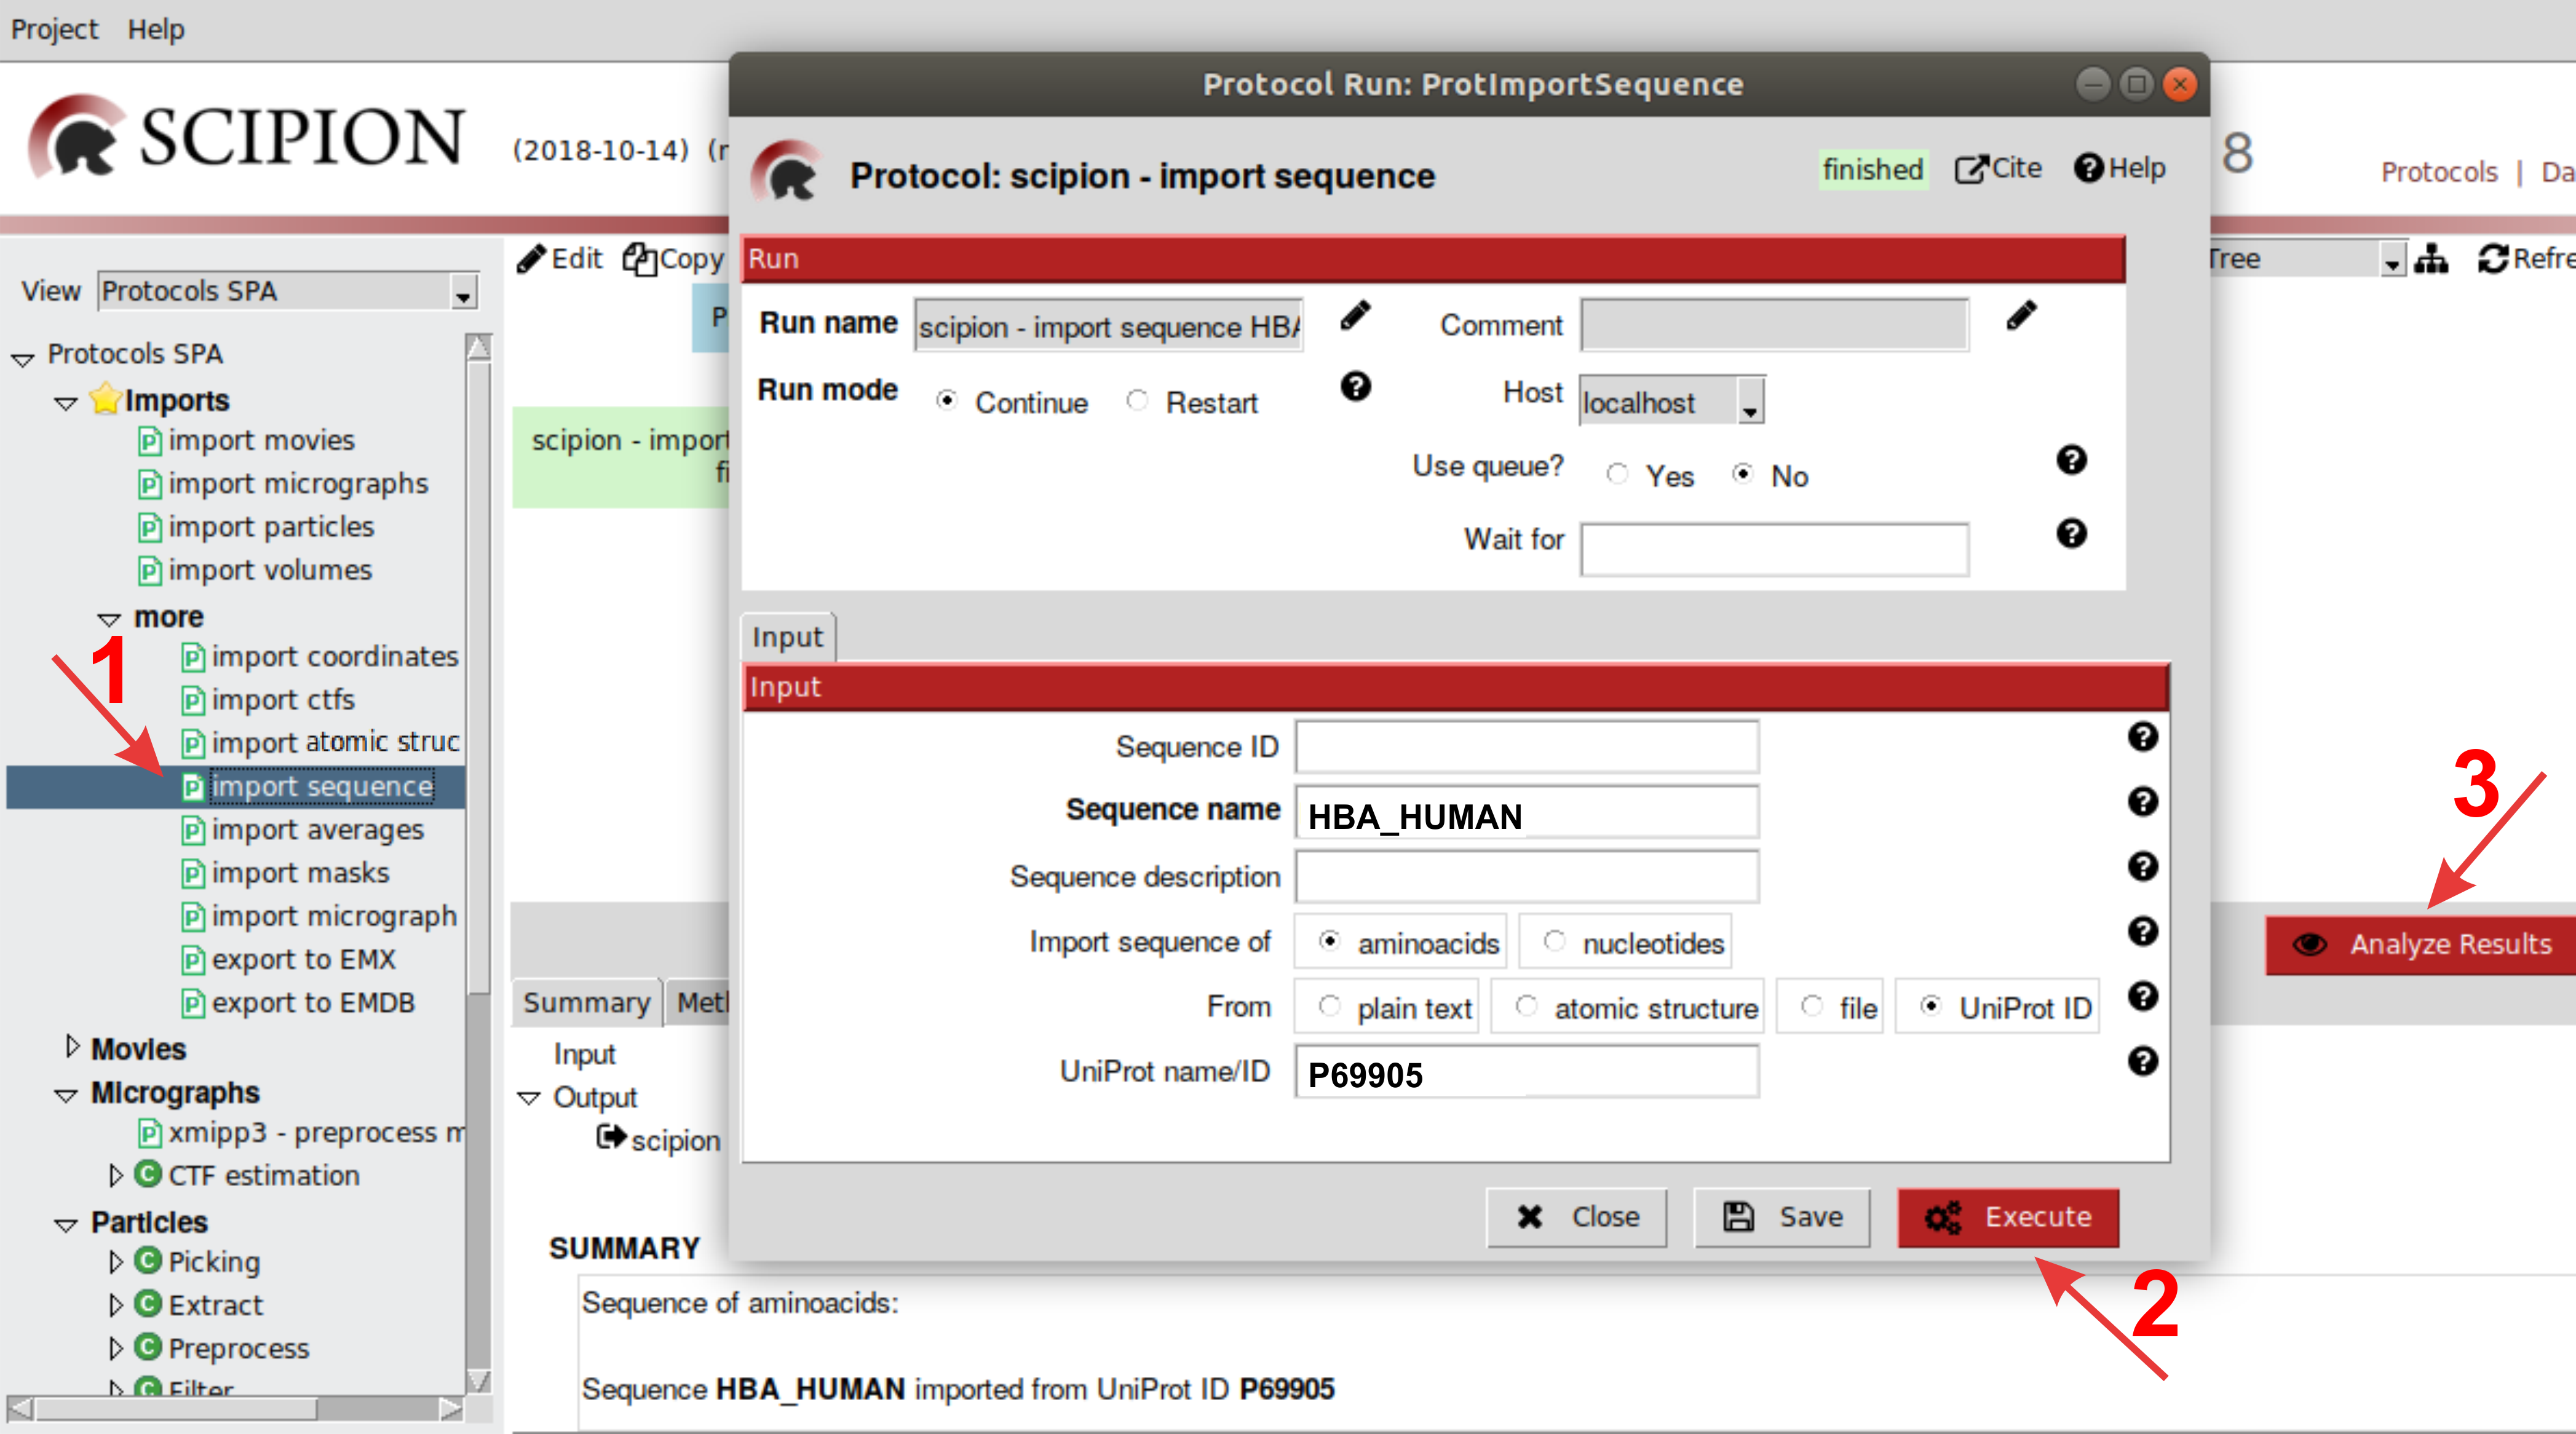 Project Help
SCIPION
(2018-10-14)
8
Protocols |
View Protocols SPA
Protocols SPA
Imports
import movies
import micrographs
import particles
import volumes
more
import coordinates
import ctfs
import atomic struc
import sequence
import averages
import masks
import micrograph
export to EMX
export to EMDB
Movies
Micrographs
xmipp3 - preprocess m
CTF estimation
Particles
Picking
Extract
Preprocess
Filter
1
Edit Copy
Tree
scipion - import
Protocol Run: ProtImportSequence
Protocol: scipion - import sequence
finished Cite Help
Run
Run name scipion - import sequence HBA
Comment
Run mode Continue Restart
Host localhost
Use queue? Yes No
Wait for
Input
Input
Sequence ID
Sequence name HBA_HUMAN
Sequence description
Import sequence of aminoacids nucleotides
From plain text atomic structure file UniProt ID
UniProt name/ID P69905
Close Save Execute
2
3
Analyze Results
Summary
Input
Output
scipion
SUMMARY
Sequence of aminoacids:
Sequence HBA_HUMAN imported from UniProt ID P69905